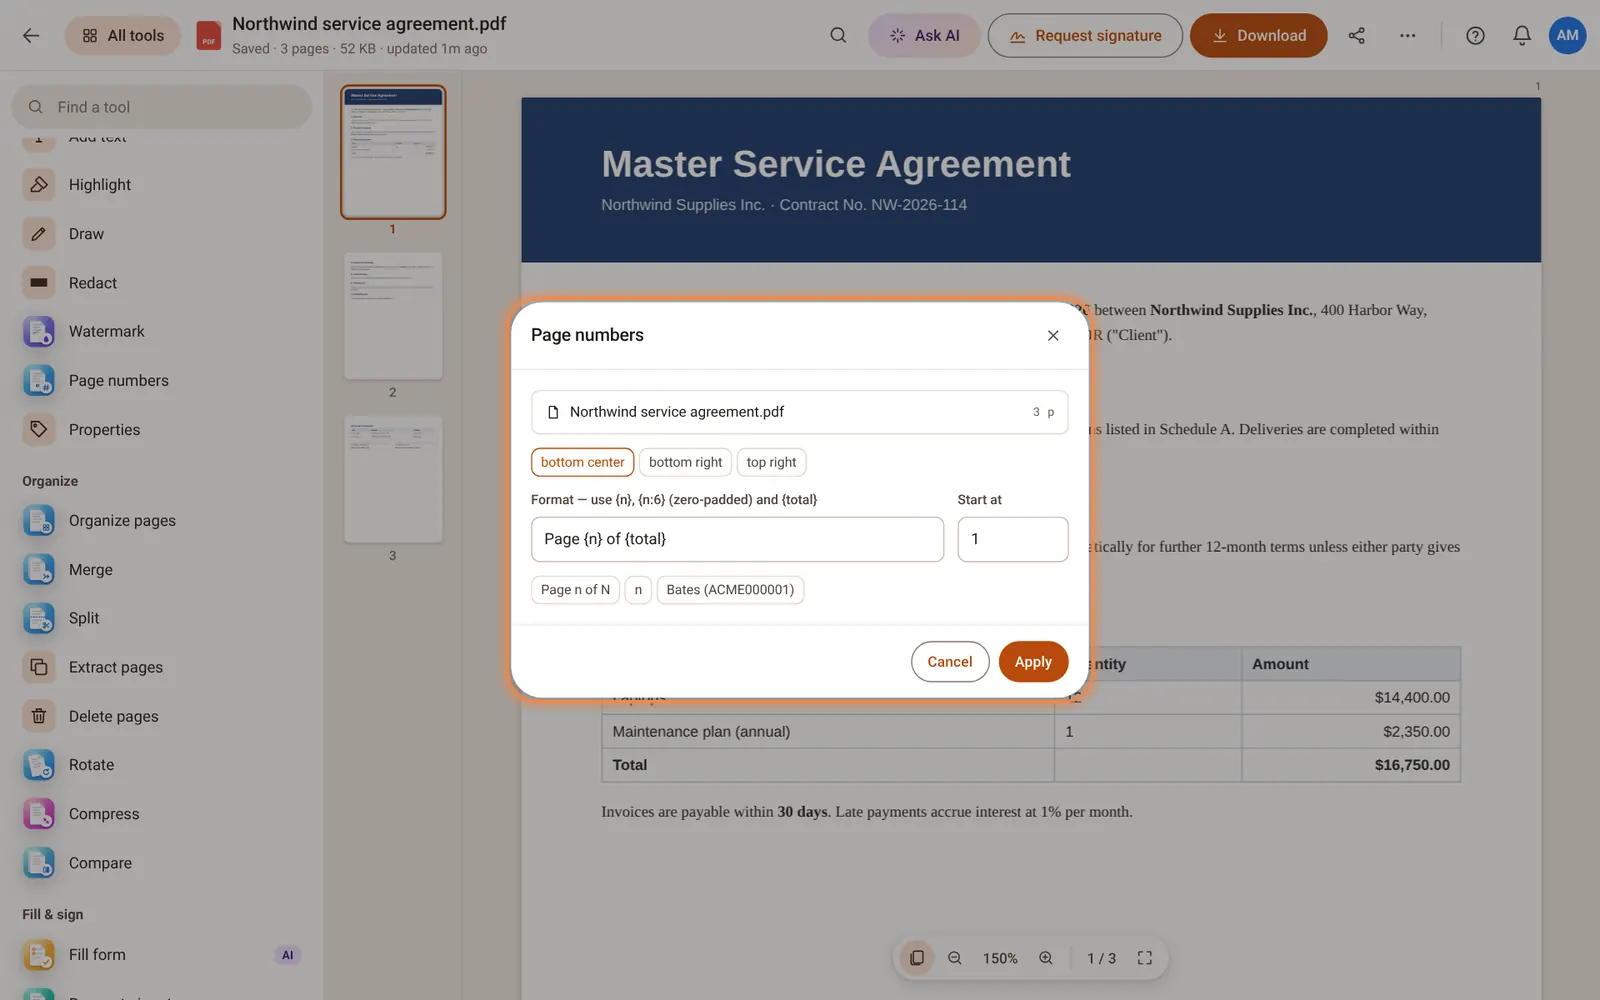 All tools
PDF
Northwind service agreement.pdf
Saved · 3 pages · 52 KB · updated 1m ago
Ask AI
Request signature
Download
AM
Find a tool
Add text
Highlight
Draw
Redact
Watermark
Page numbers
Properties
Organize
Organize pages
Merge
Split
Extract pages
Delete pages
Rotate
Compress
Compare
Fill & sign
Fill form
AI
Master Service Agreement
1
2
3
1
Master Service Agreement
Northwind Supplies Inc. · Contract No. NW-2026-114
between Northwind Supplies Inc., 400 Harbor Way,
("Client").
listed in Schedule A. Deliveries are completed within
tically for further 12-month terms unless either party gives
ntity Amount
$14,400.00
Maintenance plan (annual) 1 $2,350.00
Total $16,750.00
Invoices are payable within 30 days. Late payments accrue interest at 1% per month.
Page numbers
Northwind service agreement.pdf 3 p
bottom center bottom right top right
Format — use {n}, {n:6} (zero-padded) and {total} Start at
Page {n} of {total} 1
Page n of N n Bates (ACME000001)
Cancel Apply
150% 1 / 3